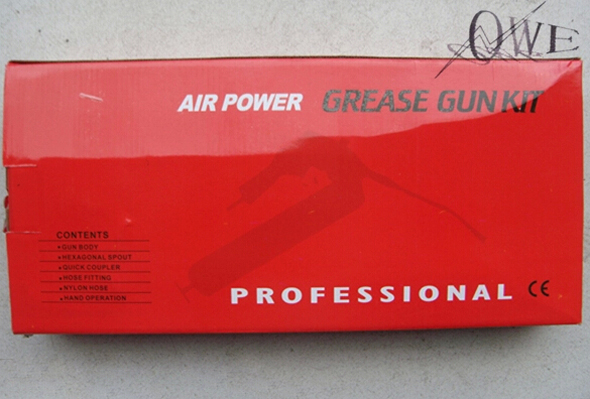 OWE
AIR POWER GREASE GUN KIT
CONTENTS
GUN BODY
HEXAGONAL SPOUT
QUICK COUPLER
HOSE FITTING
NYLON HOSE
HAND OPERATION
PROFESSIONAL CE